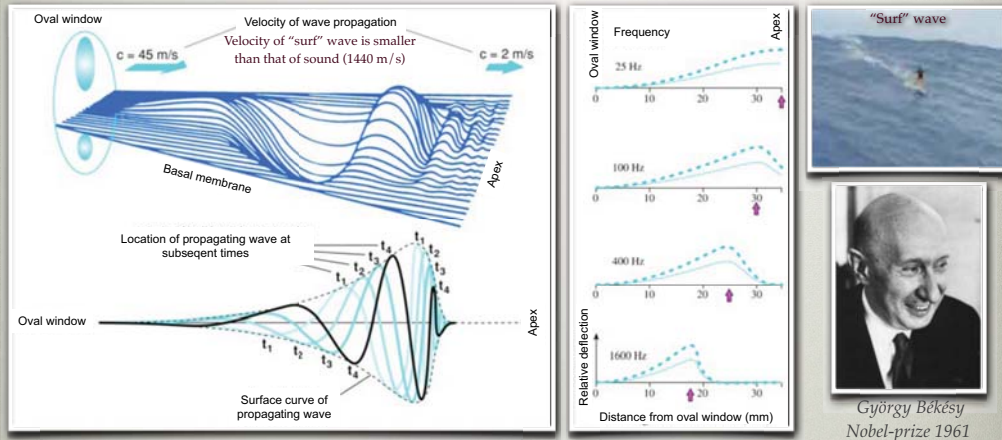 Oval window
Velocity of wave propagation
c = 45 m/s
Velocity of “surf” wave is smaller
than that of sound (1440 m/s)
c = 2 m/s
Basal membrane
Apex
Location of propagating wave at
subseqent times
t₁
t₂
t₃
t₄
t₁
t₂
t₃
t₄
Oval window
Apex
t₁
t₂
t₃
t₄
Surface curve of
propagating wave
Oval window
Frequency
Apex
25 Hz
0 10 20 30
100 Hz
0 10 20 30
400 Hz
0 10 20 30
Relative deflection
1600 Hz
0 10 20 30
Distance from oval window (mm)
“Surf” wave
György Békésy
Nobel-prize 1961